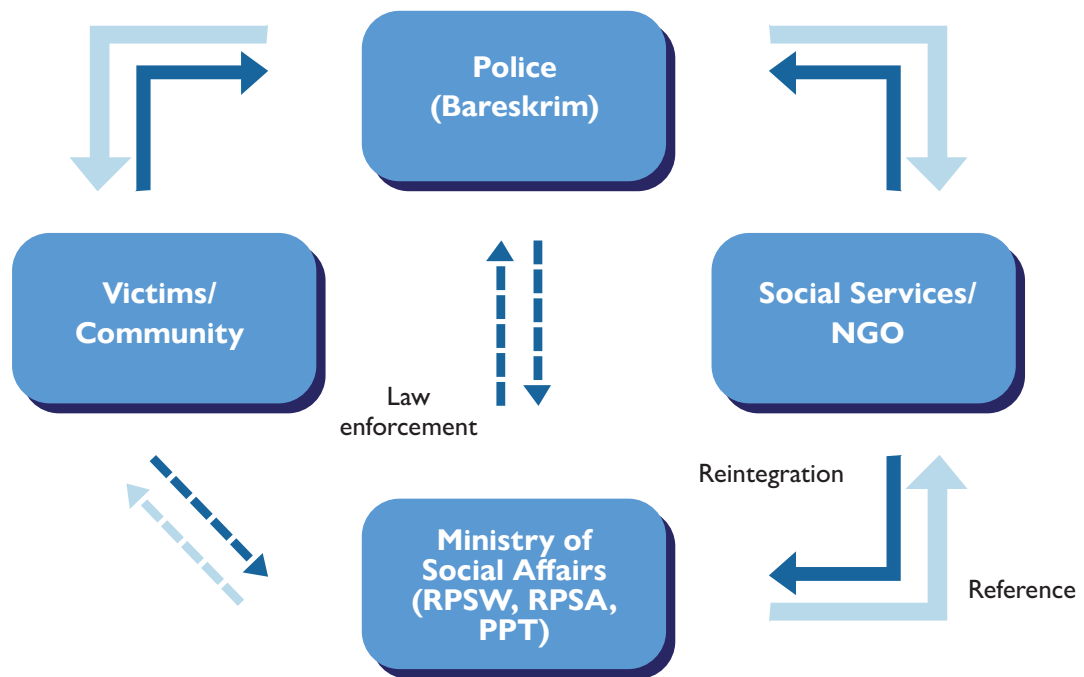 Police
(Bareskrim)
Victims/
Community
Social Services/
NGO
Law
enforcement
Reintegration
Ministry of
Social Affairs
(RPSW, RPSA,
PPT)
Reference